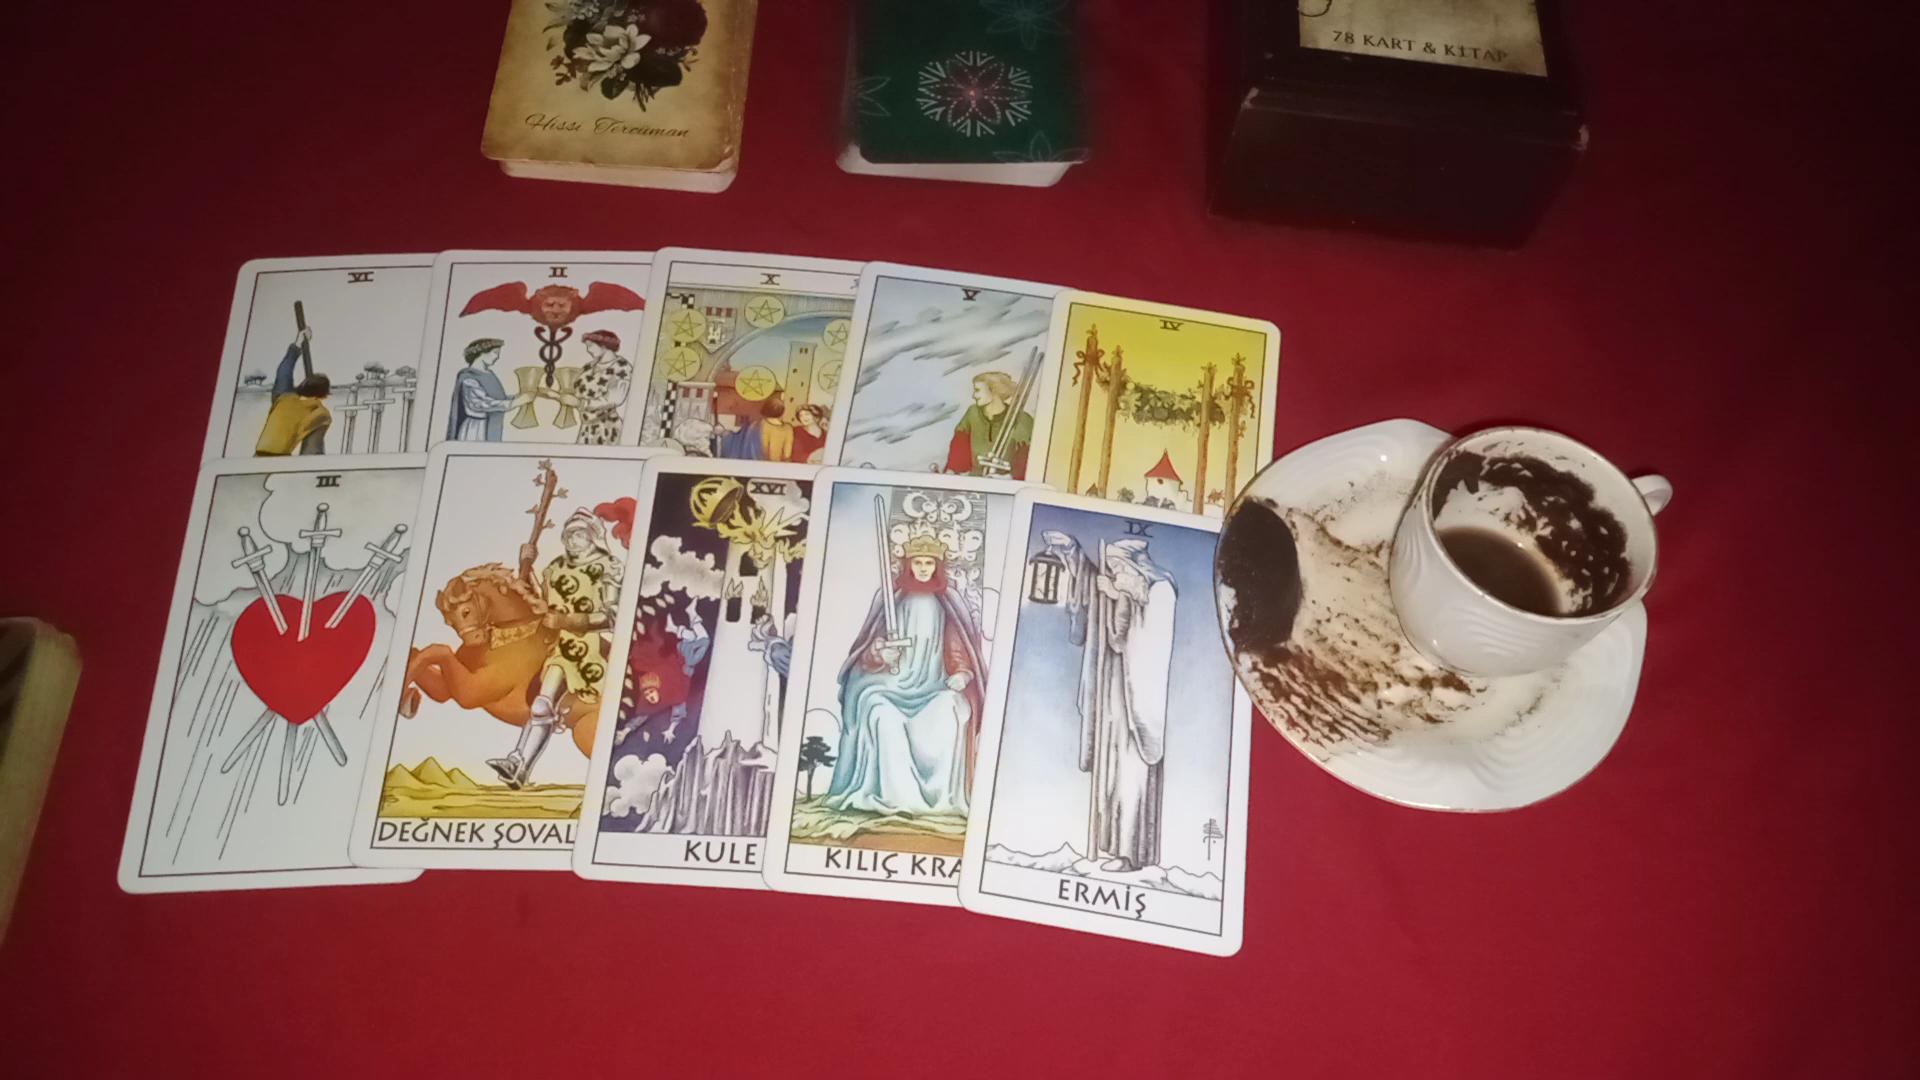 Hissi Tercüman
78 KART & KİTAP
VI
II
X
V
IV
III
DEĞNEK ŞOVAL
XVI
KULE
KILIÇ KRA
IX
ERMİŞ